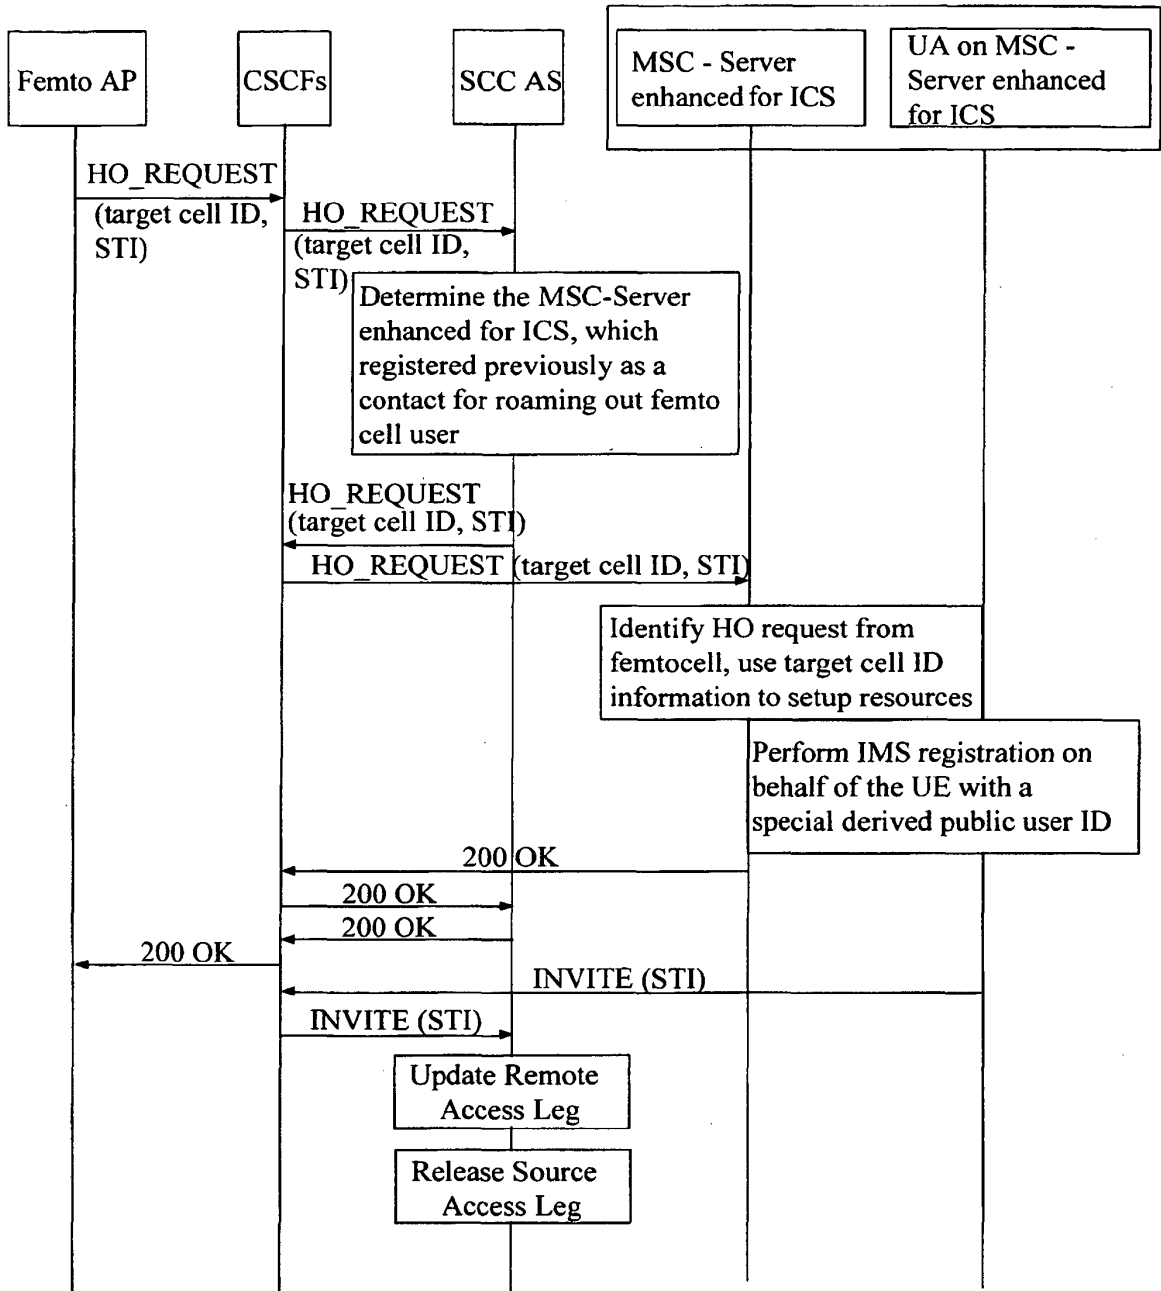 Femto AP
CSCFs
SCC AS
MSC - Server
enhanced for ICS
UA on MSC -
Server enhanced
for ICS
HO_REQUEST
(target cell ID,
STI)
HO_REQUEST
(target cell ID,
STI)
Determine the MSC-Server
enhanced for ICS, which
registered previously as a
contact for roaming out femto
cell user
HO_REQUEST
(target cell ID, STI)
HO_REQUEST (target cell ID, STI)
Identify HO request from
femtocell, use target cell ID
information to setup resources
Perform IMS registration on
behalf of the UE with a
special derived public user ID
200 OK
200 OK
200 OK
200 OK
INVITE (STI)
INVITE (STI)
Update Remote
Access Leg
Release Source
Access Leg